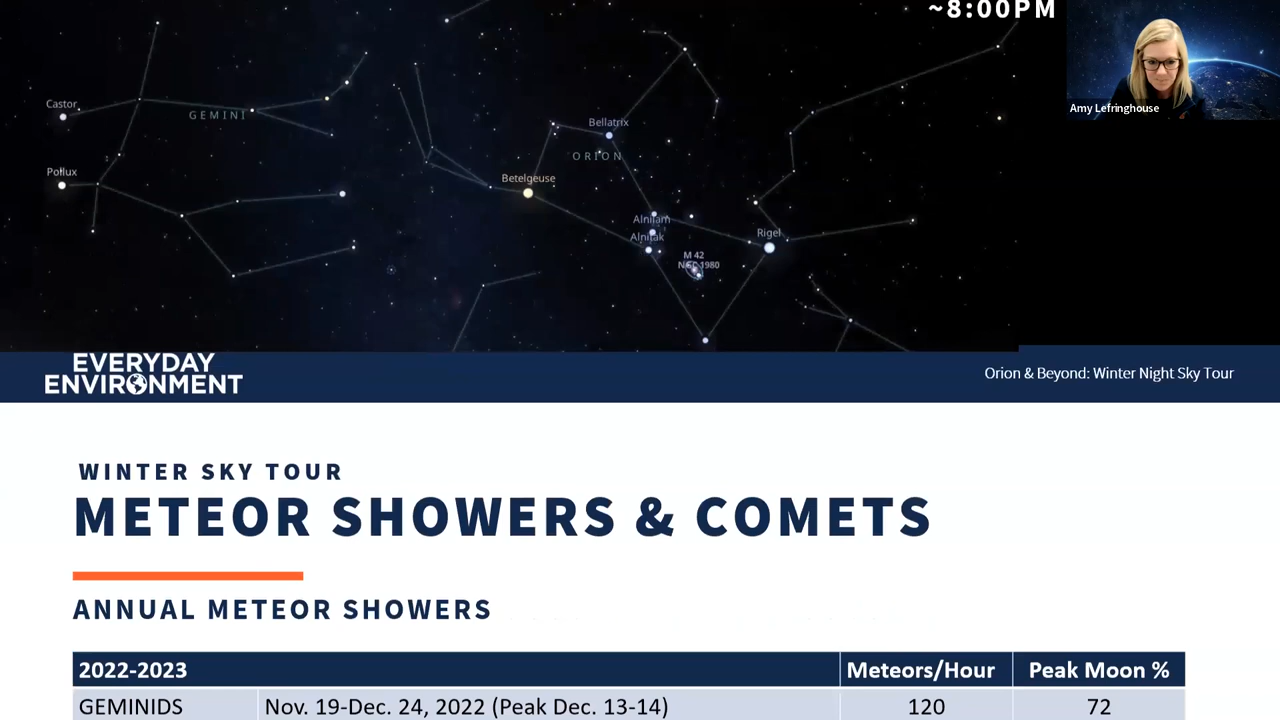 ~8:00PM
Amy Lefringhouse
Castor
GEMINI
Bellatrix
ORION
Pollux
Betelgeuse
Alnilam
Rigel
Alnitak
M 42
NGC 1980
EVERYDAY
ENVIRONMENT
Orion & Beyond: Winter Night Sky Tour
WINTER SKY TOUR
METEOR SHOWERS & COMETS
ANNUAL METEOR SHOWERS
2022-2023 Meteors/Hour Peak Moon %
GEMINIDS Nov. 19-Dec. 24, 2022 (Peak Dec. 13-14) 120 72